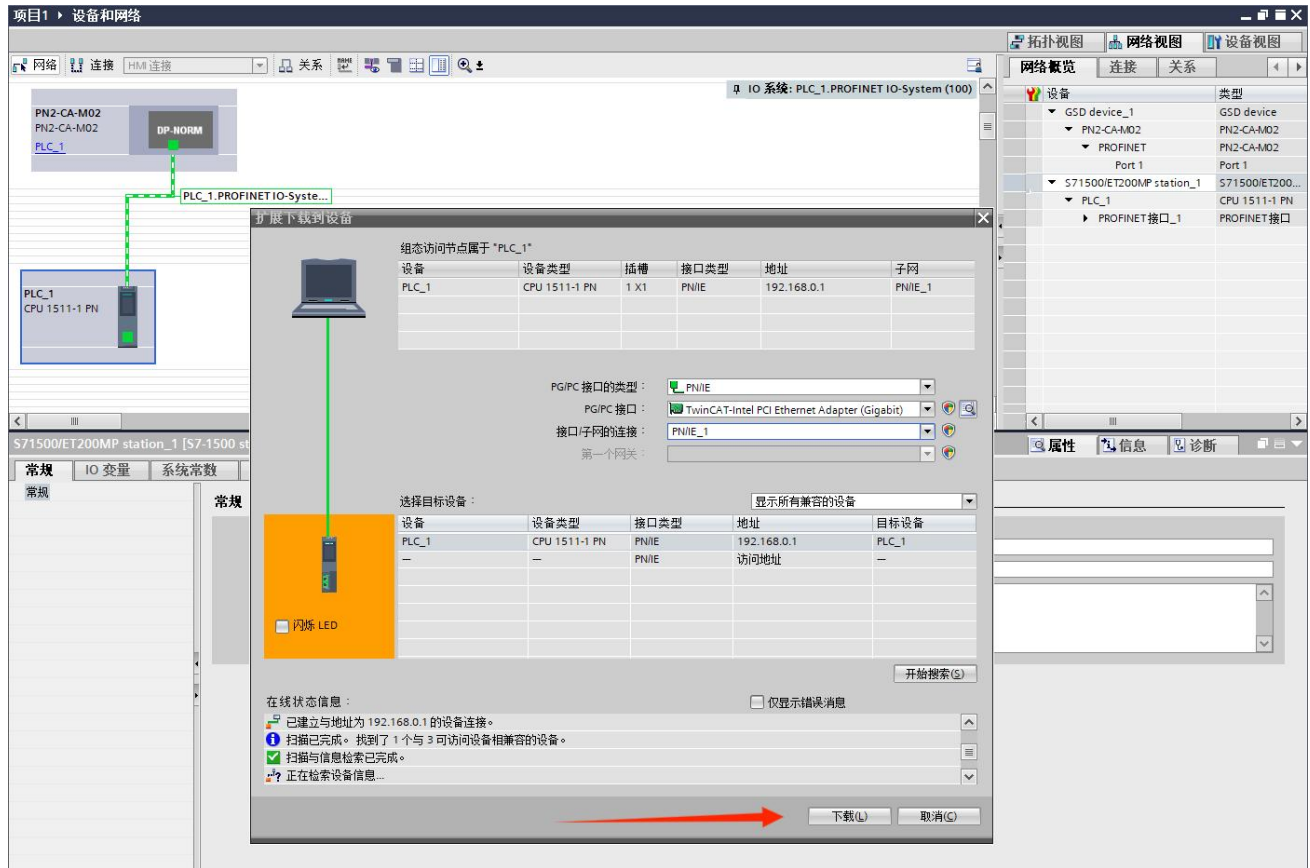 项目1 ▸ 设备和网络
拓扑视图 网络视图 设备视图
网络 连接 HMI连接 关系
网络概览 连接 关系
IO 系统: PLC_1.PROFINET IO-System (100)
设备 类型
GSD device_1 GSD device
PN2-CA-M02 PN2-CA-M02
PROFINET PN2-CA-M02
Port 1 Port 1
S71500/ET200MP station_1 S71500/ET200...
PLC_1 CPU 1511-1 PN
PROFINET接口_1 PROFINET接口
PN2-CA-M02
PN2-CA-M02
PLC_1
DP-NORM
PLC_1.PROFINET IO-Syste...
PLC_1
CPU 1511-1 PN
扩展下载到设备
组态访问节点属于 "PLC_1"
设备 设备类型 插槽 接口类型 地址 子网
PLC_1 CPU 1511-1 PN 1 X1 PN/IE 192.168.0.1 PN/IE_1
PG/PC 接口的类型: PN/IE
PG/PC 接口: TwinCAT-Intel PCI Ethernet Adapter (Gigabit)
接口/子网的连接: PN/IE_1
第一个网关:
选择目标设备: 显示所有兼容的设备
设备 设备类型 接口类型 地址 目标设备
PLC_1 CPU 1511-1 PN PN/IE 192.168.0.1 PLC_1
— — PN/IE 访问地址 —
闪烁 LED
开始搜索(S)
在线状态信息: 仅显示错误消息
已建立与地址为 192.168.0.1 的设备连接。
扫描已完成。找到了 1 个与 3 可访问设备相兼容的设备。
扫描与信息检索已完成。
正在检索设备信息...
下载(L) 取消(C)
S71500/ET200MP station_1 [S7-1500 st
属性 信息 诊断
常规 IO 变量 系统常数
常规
常规